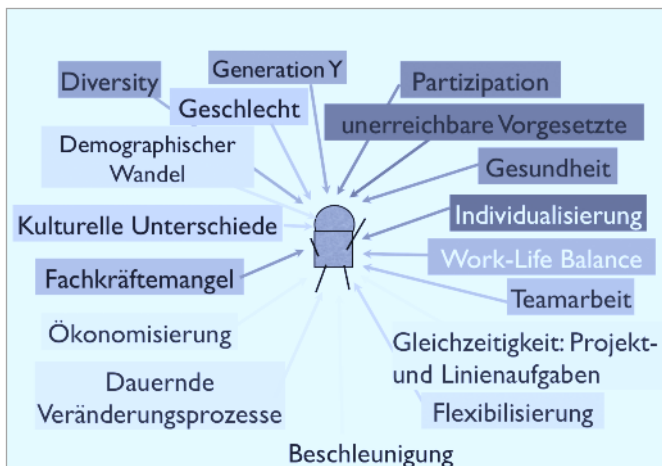 Generation Y
Diversity
Partizipation
Geschlecht
unerreichbare Vorgesetzte
Demographischer
Wandel
Gesundheit
Kulturelle Unterschiede
Individualisierung
Work-Life Balance
Fachkräftemangel
Teamarbeit
Ökonomisierung
Gleichzeitigkeit: Projekt-
und Linienaufgaben
Dauernde
Veränderungsprozesse
Flexibilisierung
Beschleunigung